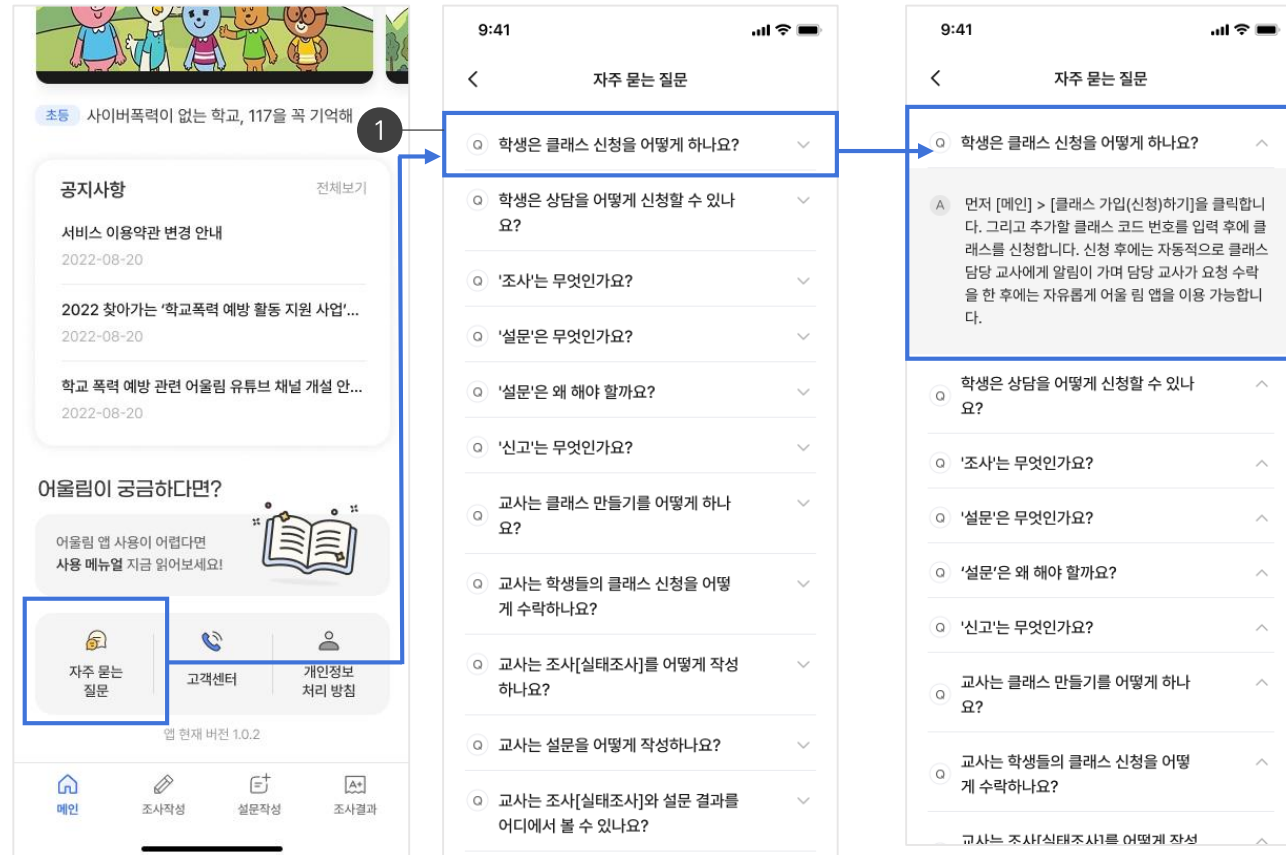 초등 사이버폭력이 없는 학교, 117을 꼭 기억해
공지사항 전체보기
서비스 이용약관 변경 안내
2022-08-20
2022 찾아가는 ‘학교폭력 예방 활동 지원 사업’...
2022-08-20
학교 폭력 예방 관련 어울림 유튜브 채널 개설 안...
2022-08-20
어울림이 궁금하다면?
어울림 앱 사용이 어렵다면
사용 메뉴얼 지금 읽어보세요!
자주 묻는
질문
고객센터
개인정보
처리 방침
앱 현재 버전 1.0.2
메인 조사작성 설문작성 조사결과
1
9:41
자주 묻는 질문
Q 학생은 클래스 신청을 어떻게 하나요?
Q 학생은 상담을 어떻게 신청할 수 있나
요?
Q '조사'는 무엇인가요?
Q '설문'은 무엇인가요?
Q '설문'은 왜 해야 할까요?
Q '신고'는 무엇인가요?
Q 교사는 클래스 만들기를 어떻게 하나
요?
Q 교사는 학생들의 클래스 신청을 어떻
게 수락하나요?
Q 교사는 조사[실태조사]를 어떻게 작성
하나요?
Q 교사는 설문을 어떻게 작성하나요?
Q 교사는 조사[실태조사]와 설문 결과를
어디에서 볼 수 있나요?
9:41
자주 묻는 질문
Q 학생은 클래스 신청을 어떻게 하나요?
A 먼저 [메인] > [클래스 가입(신청)하기]을 클릭합니
다. 그리고 추가할 클래스 코드 번호를 입력 후에 클
래스를 신청합니다. 신청 후에는 자동적으로 클래스
담당 교사에게 알림이 가며 담당 교사가 요청 수락
을 한 후에는 자유롭게 어울 림 앱을 이용 가능합니
다.
Q 학생은 상담을 어떻게 신청할 수 있나
요?
Q '조사'는 무엇인가요?
Q '설문'은 무엇인가요?
Q '설문'은 왜 해야 할까요?
Q '신고'는 무엇인가요?
Q 교사는 클래스 만들기를 어떻게 하나
요?
Q 교사는 학생들의 클래스 신청을 어떻
게 수락하나요?
교사는 조사[실태조사]를 어떻게 작성